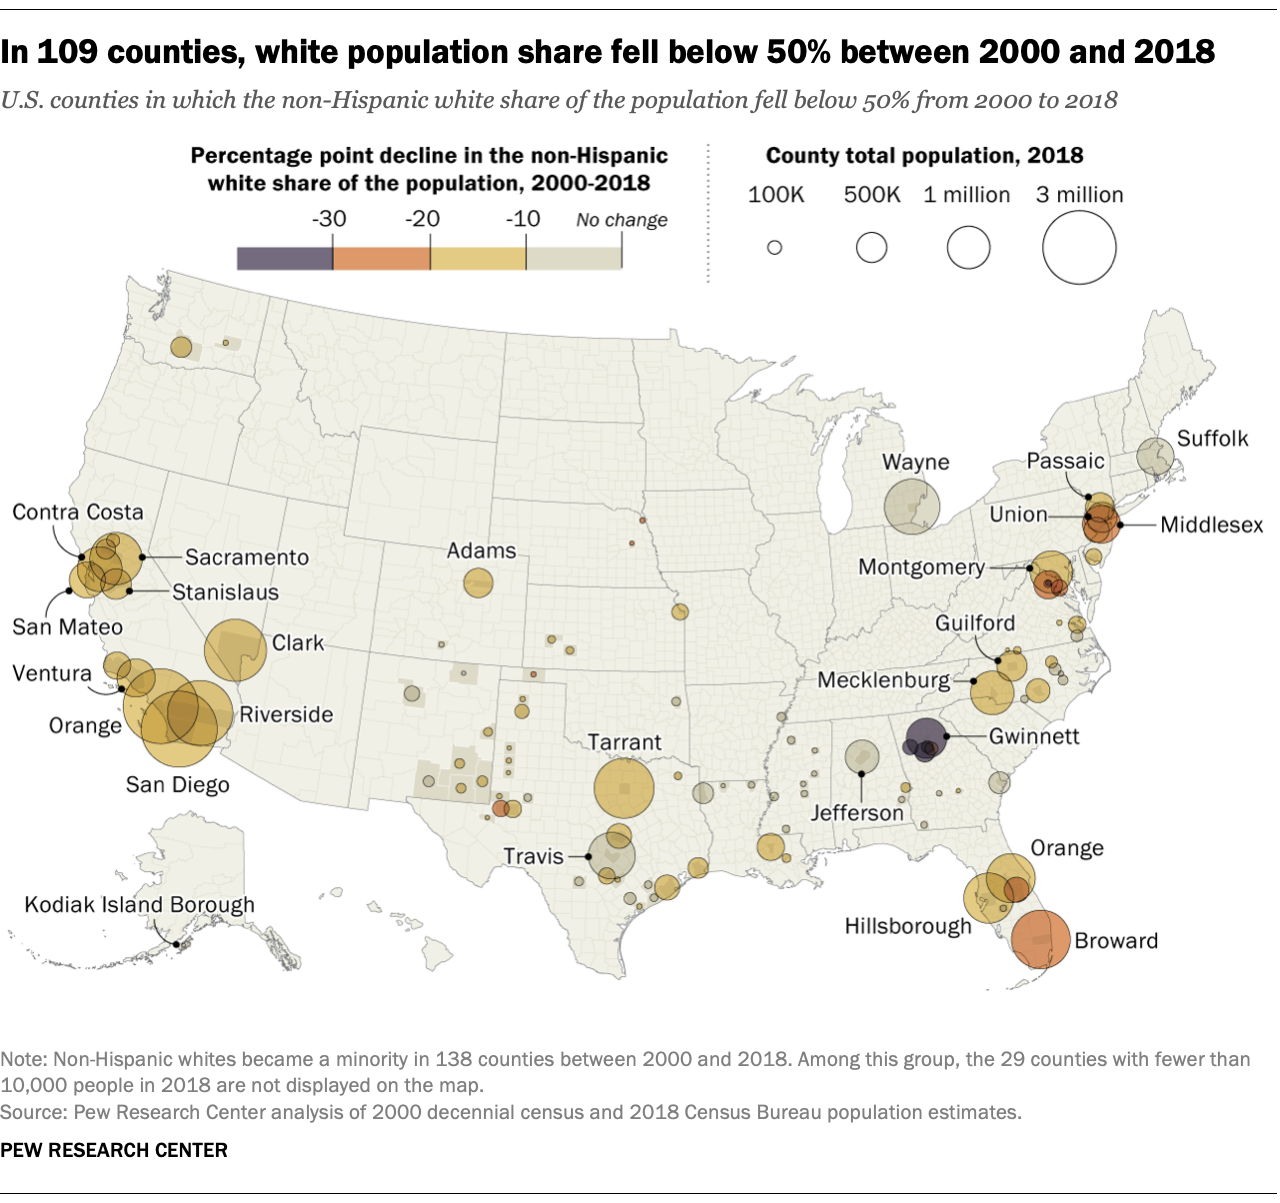 In 109 counties, white population share fell below 50% between 2000 and 2018
U.S. counties in which the non-Hispanic white share of the population fell below 50% from 2000 to 2018
Percentage point decline in the non-Hispanic
white share of the population, 2000-2018
-30 -20 -10 No change
County total population, 2018
100K 500K 1 million 3 million
Suffolk
Wayne
Passaic
Contra Costa
Union
Middlesex
Adams
Sacramento
Montgomery
Stanislaus
San Mateo
Guilford
Clark
Ventura
Mecklenburg
Orange
Riverside
Gwinnett
Tarrant
San Diego
Jefferson
Orange
Travis
Kodiak Island Borough
Hillsborough
Broward
Note: Non-Hispanic whites became a minority in 138 counties between 2000 and 2018. Among this group, the 29 counties with fewer than
10,000 people in 2018 are not displayed on the map.
Source: Pew Research Center analysis of 2000 decennial census and 2018 Census Bureau population estimates.
PEW RESEARCH CENTER